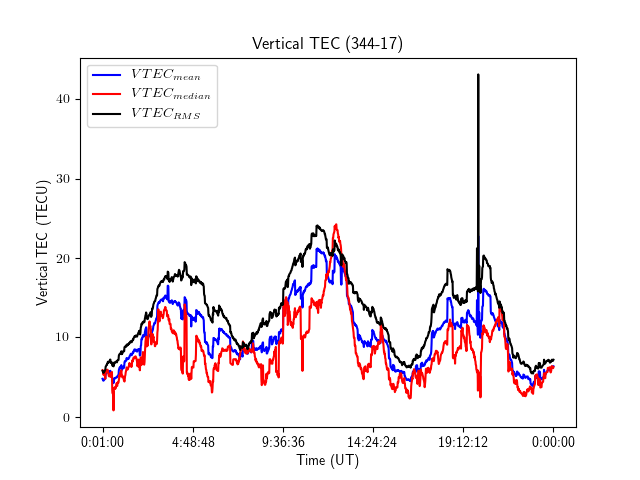 Vertical TEC (344-17)
VTEC_mean
VTEC_median
VTEC_RMS
Vertical TEC (TECU)
40
30
20
10
0
0:01:00 4:48:48 9:36:36 14:24:24 19:12:12 0:00:00
Time (UT)